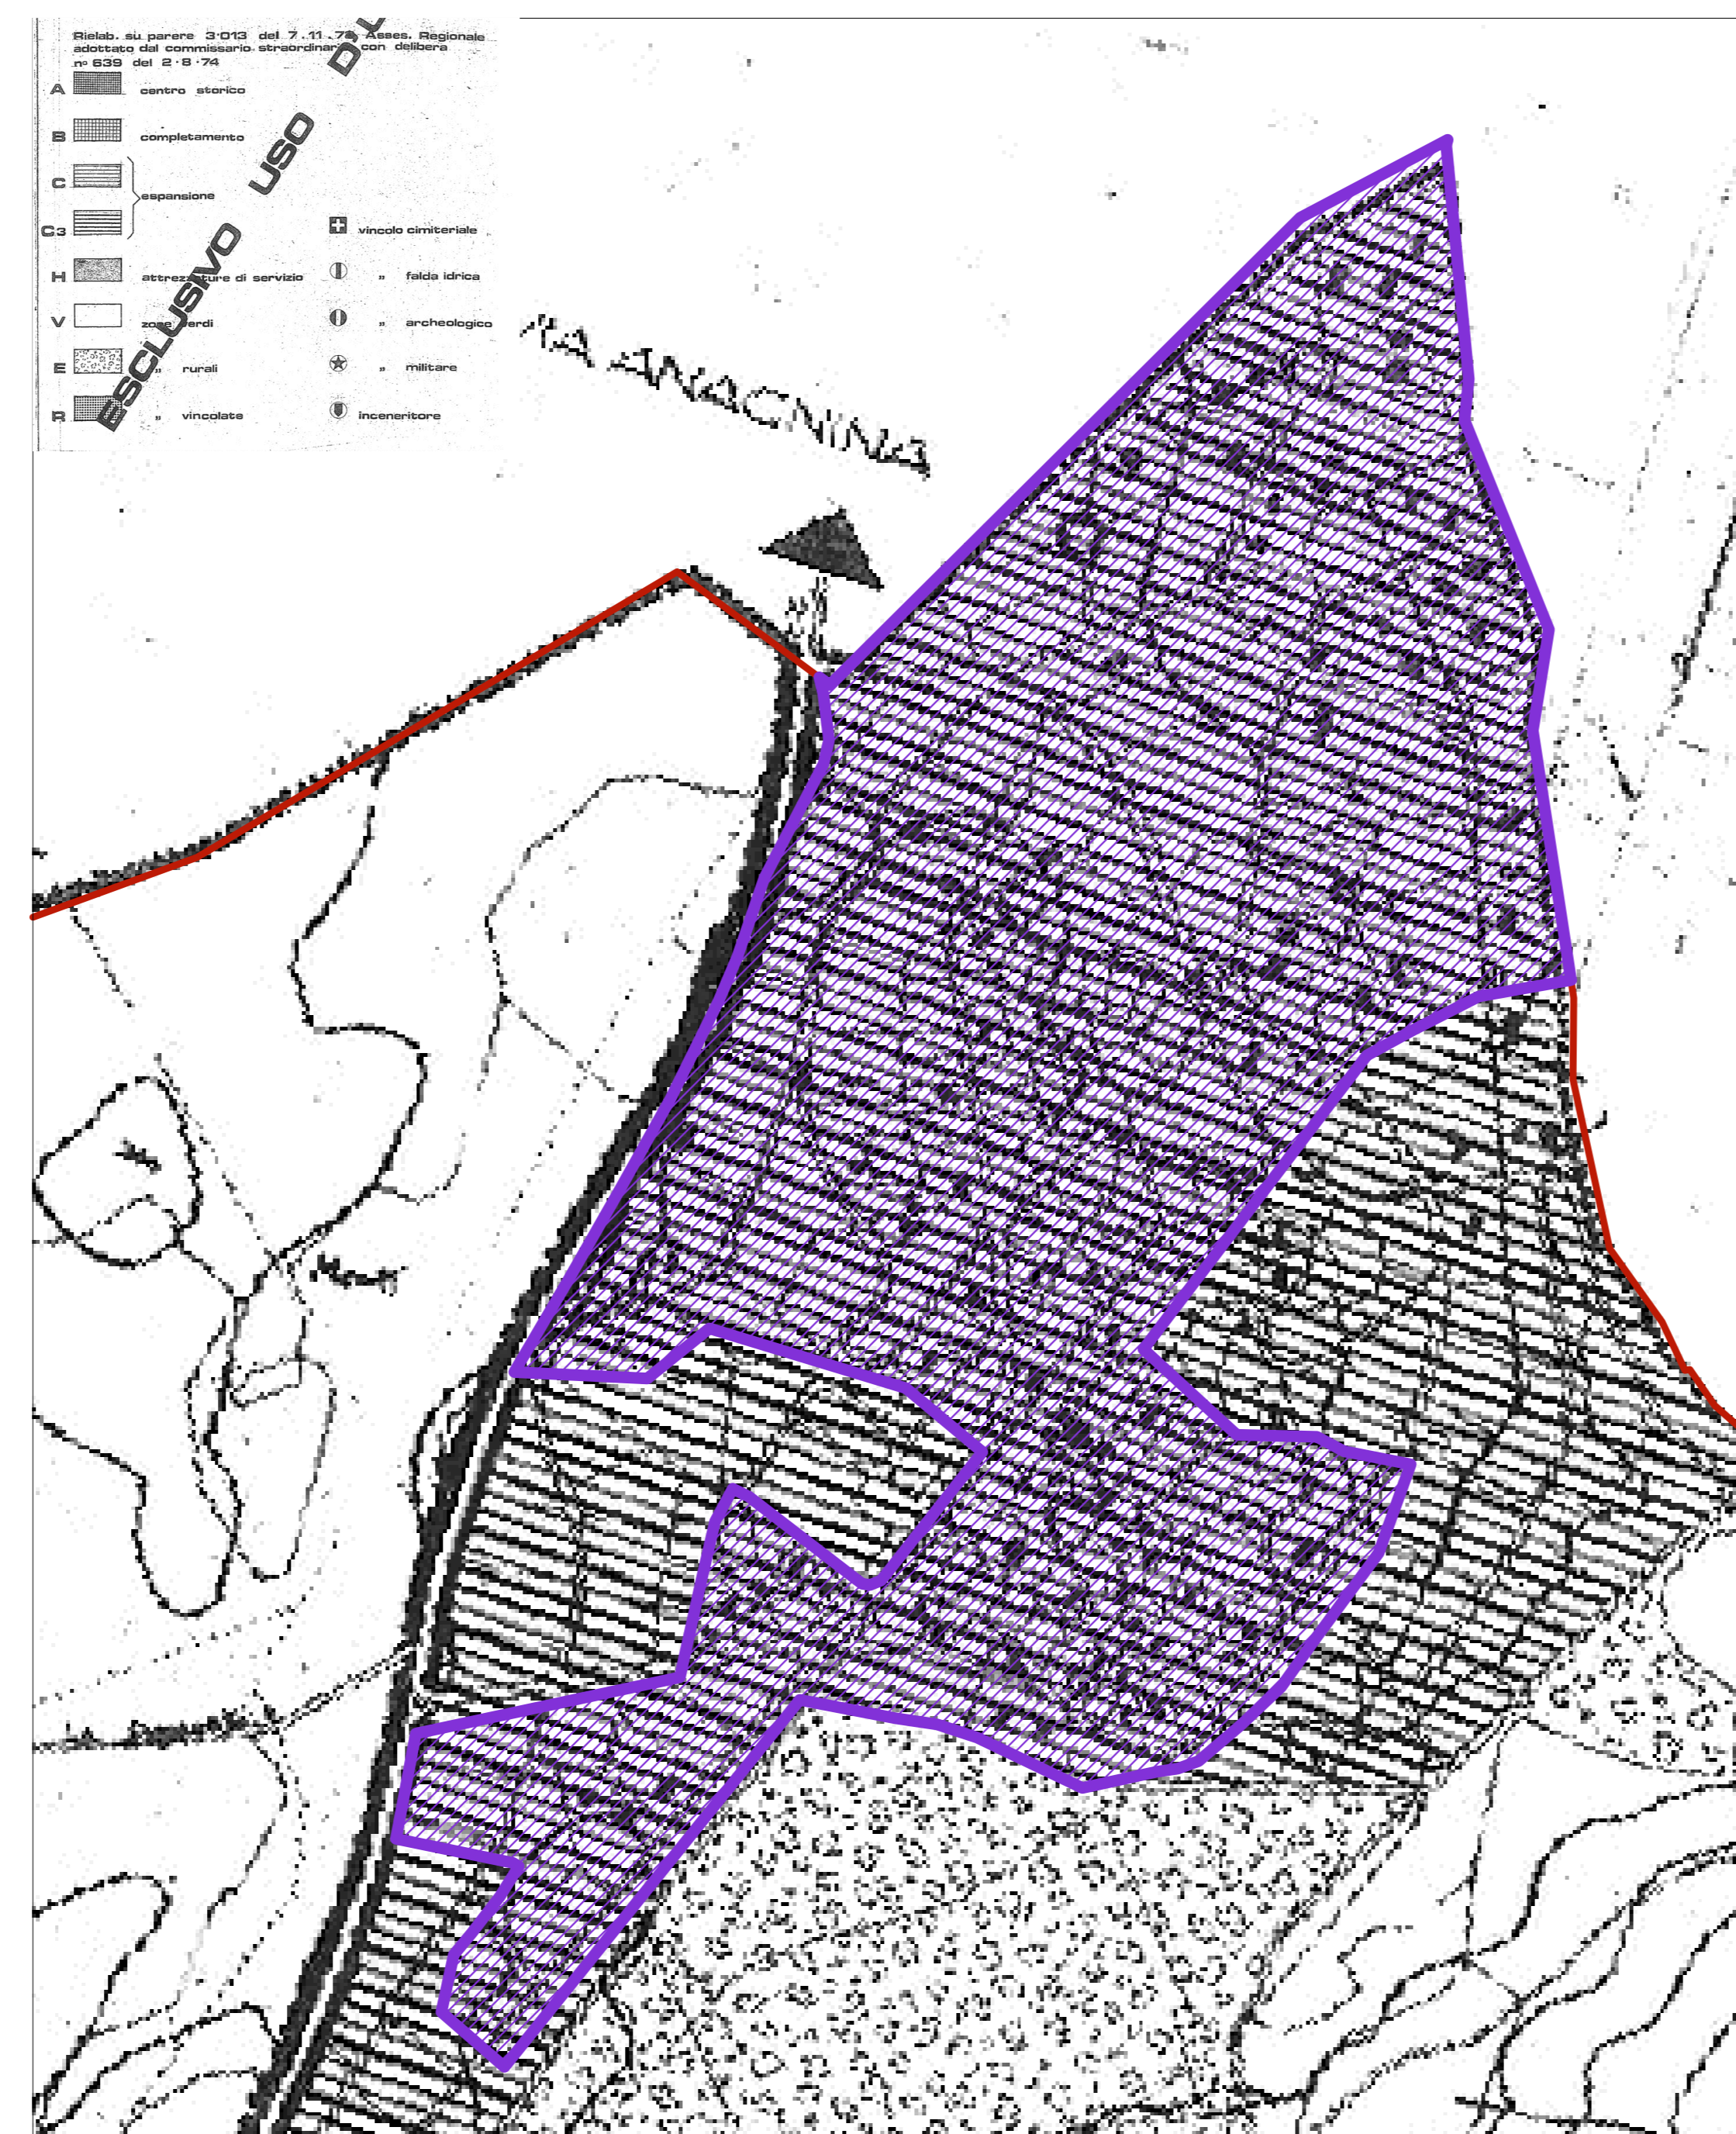 Rielab. su parere 3·013 del 7.11.7 Asses. Regionale
adottato dal commissario straordinar con delibera
nº 639 del 2·8·74
A centro storico
B completamento
C
espansione
C3
H attrezzature di servizio
V zone verdi
E „ rurali
R „ vincolate
vincolo cimiteriale
„ falda idrica
„ archeologico
„ militare
inceneritore
ESCLUSIVO USO D'U
ANAGNINA